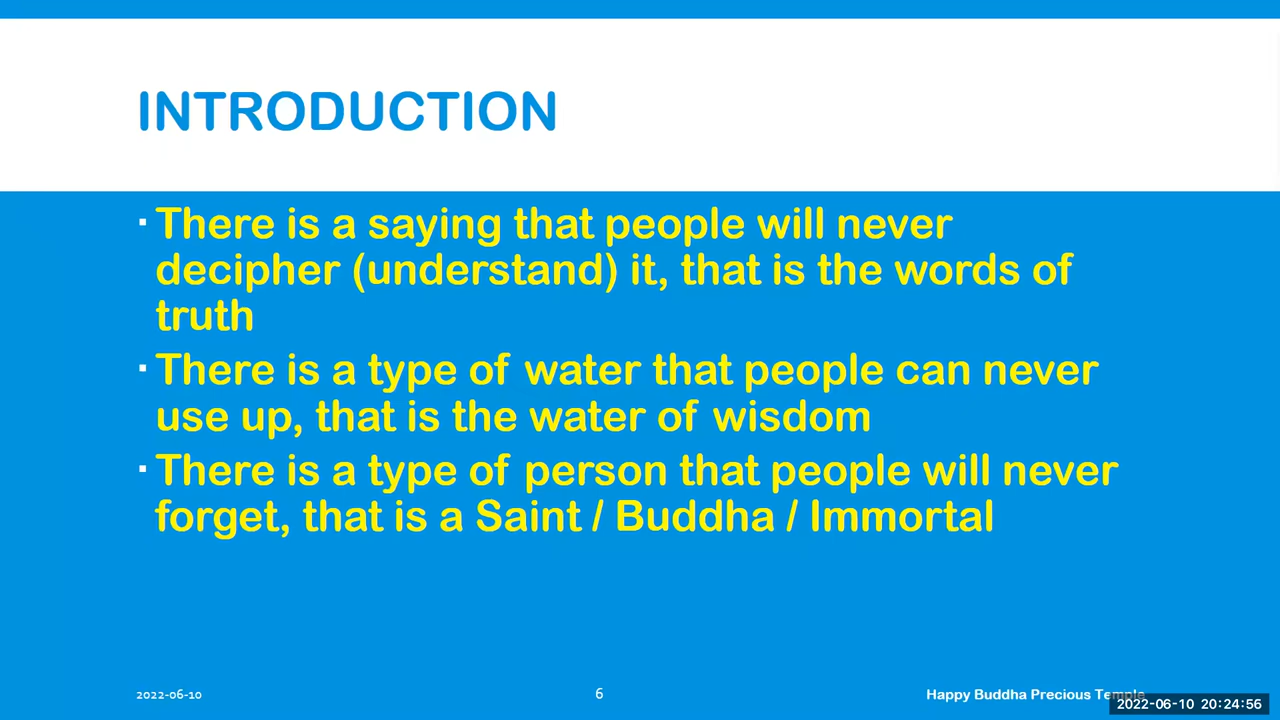 INTRODUCTION
▪ There is a saying that people will never
decipher (understand) it, that is the words of
truth
▪ There is a type of water that people can never
use up, that is the water of wisdom
▪ There is a type of person that people will never
forget, that is a Saint / Buddha / Immortal
2022-06-10
6
Happy Buddha Precious Temple
2022-06-10 20:24:56